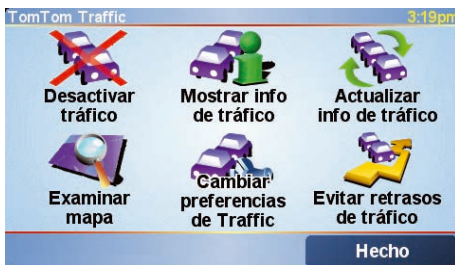 TomTom Traffic 3:19pm
Desactivar
tráfico
Mostrar info
de tráfico
Actualizar
info de tráfico
Examinar
mapa
Cambiar
preferencias
de Traffic
Evitar retrasos
de tráfico
Hecho